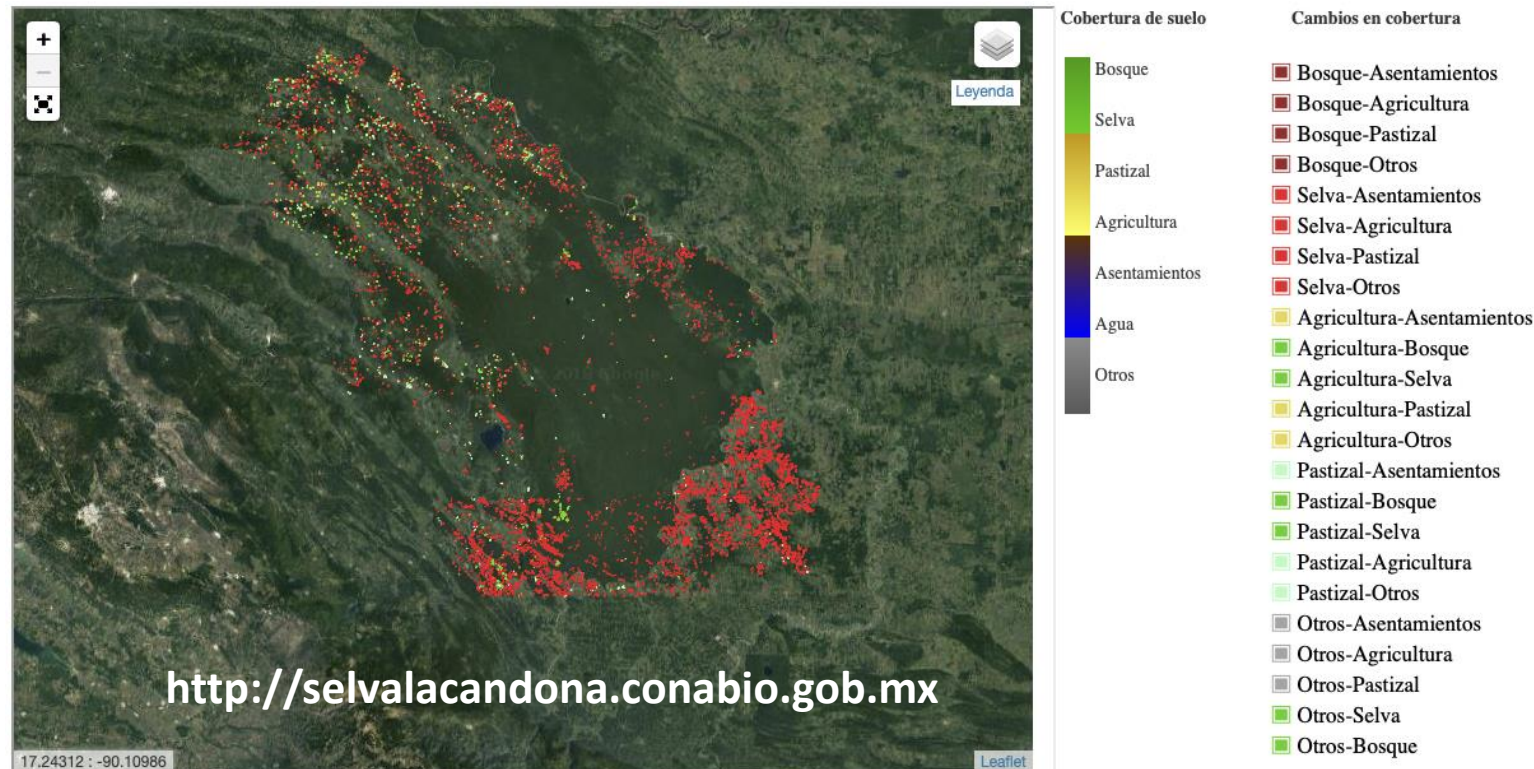 +
−
Leyenda
http://selvalacandona.conabio.gob.mx
17.24312 : -90.10986
Leaflet
Cobertura de suelo
Bosque
Selva
Pastizal
Agricultura
Asentamientos
Agua
Otros
Cambios en cobertura
Bosque-Asentamientos
Bosque-Agricultura
Bosque-Pastizal
Bosque-Otros
Selva-Asentamientos
Selva-Agricultura
Selva-Pastizal
Selva-Otros
Agricultura-Asentamientos
Agricultura-Bosque
Agricultura-Selva
Agricultura-Pastizal
Agricultura-Otros
Pastizal-Asentamientos
Pastizal-Bosque
Pastizal-Selva
Pastizal-Agricultura
Pastizal-Otros
Otros-Asentamientos
Otros-Agricultura
Otros-Pastizal
Otros-Selva
Otros-Bosque